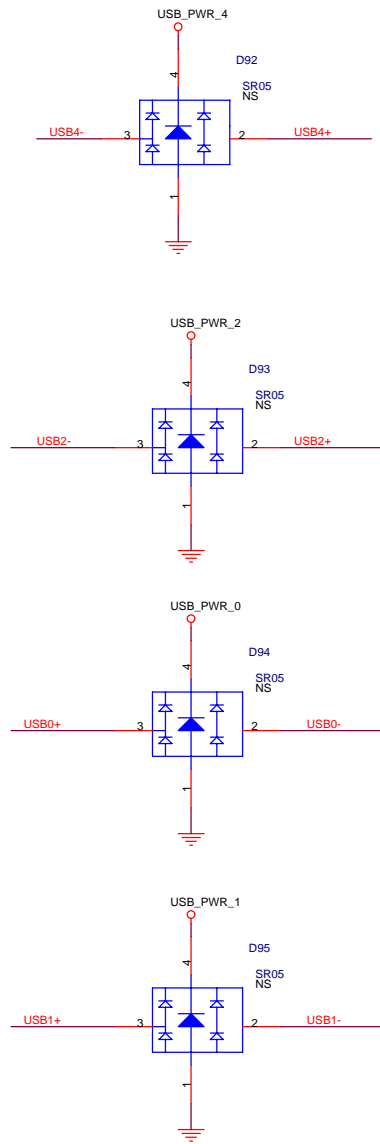 USB_PWR_4
D92
4
SR05
NS
USB4-
3
2
USB4+
1
USB_PWR_2
D93
4
SR05
NS
USB2-
3
2
USB2+
1
USB_PWR_0
D94
4
SR05
NS
USB0+
3
2
USB0-
1
USB_PWR_1
D95
4
SR05
NS
USB1+
3
2
USB1-
1